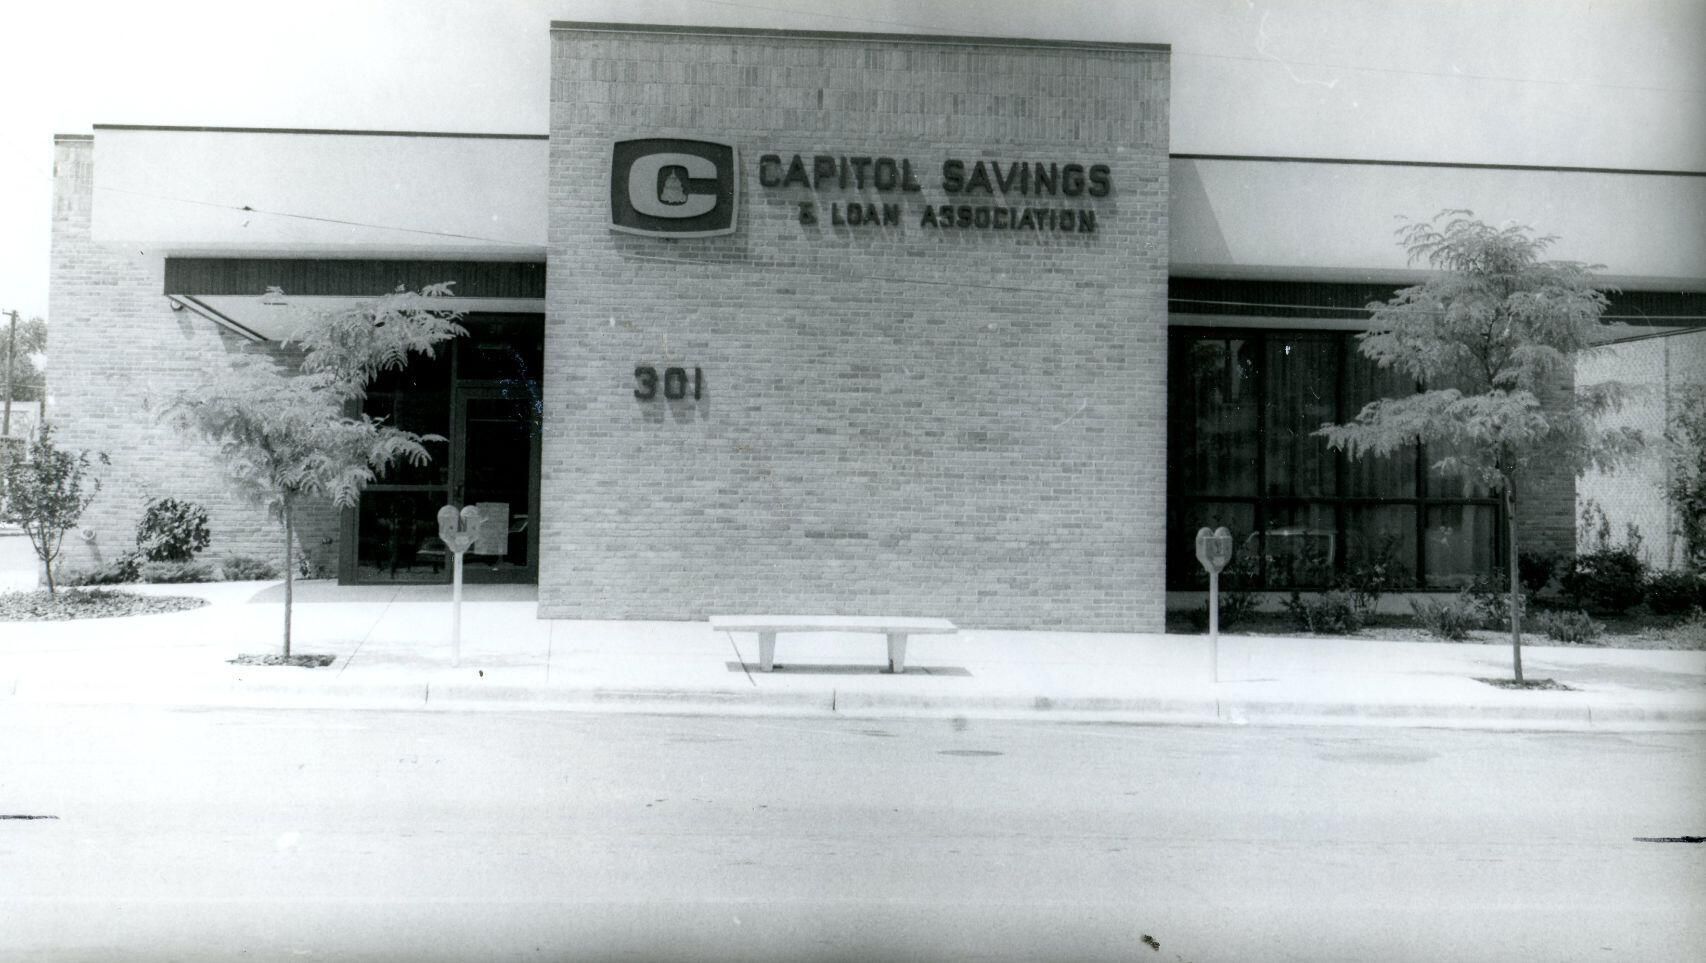 C
CAPITOL SAVINGS
& LOAN ASSOCIATION
301